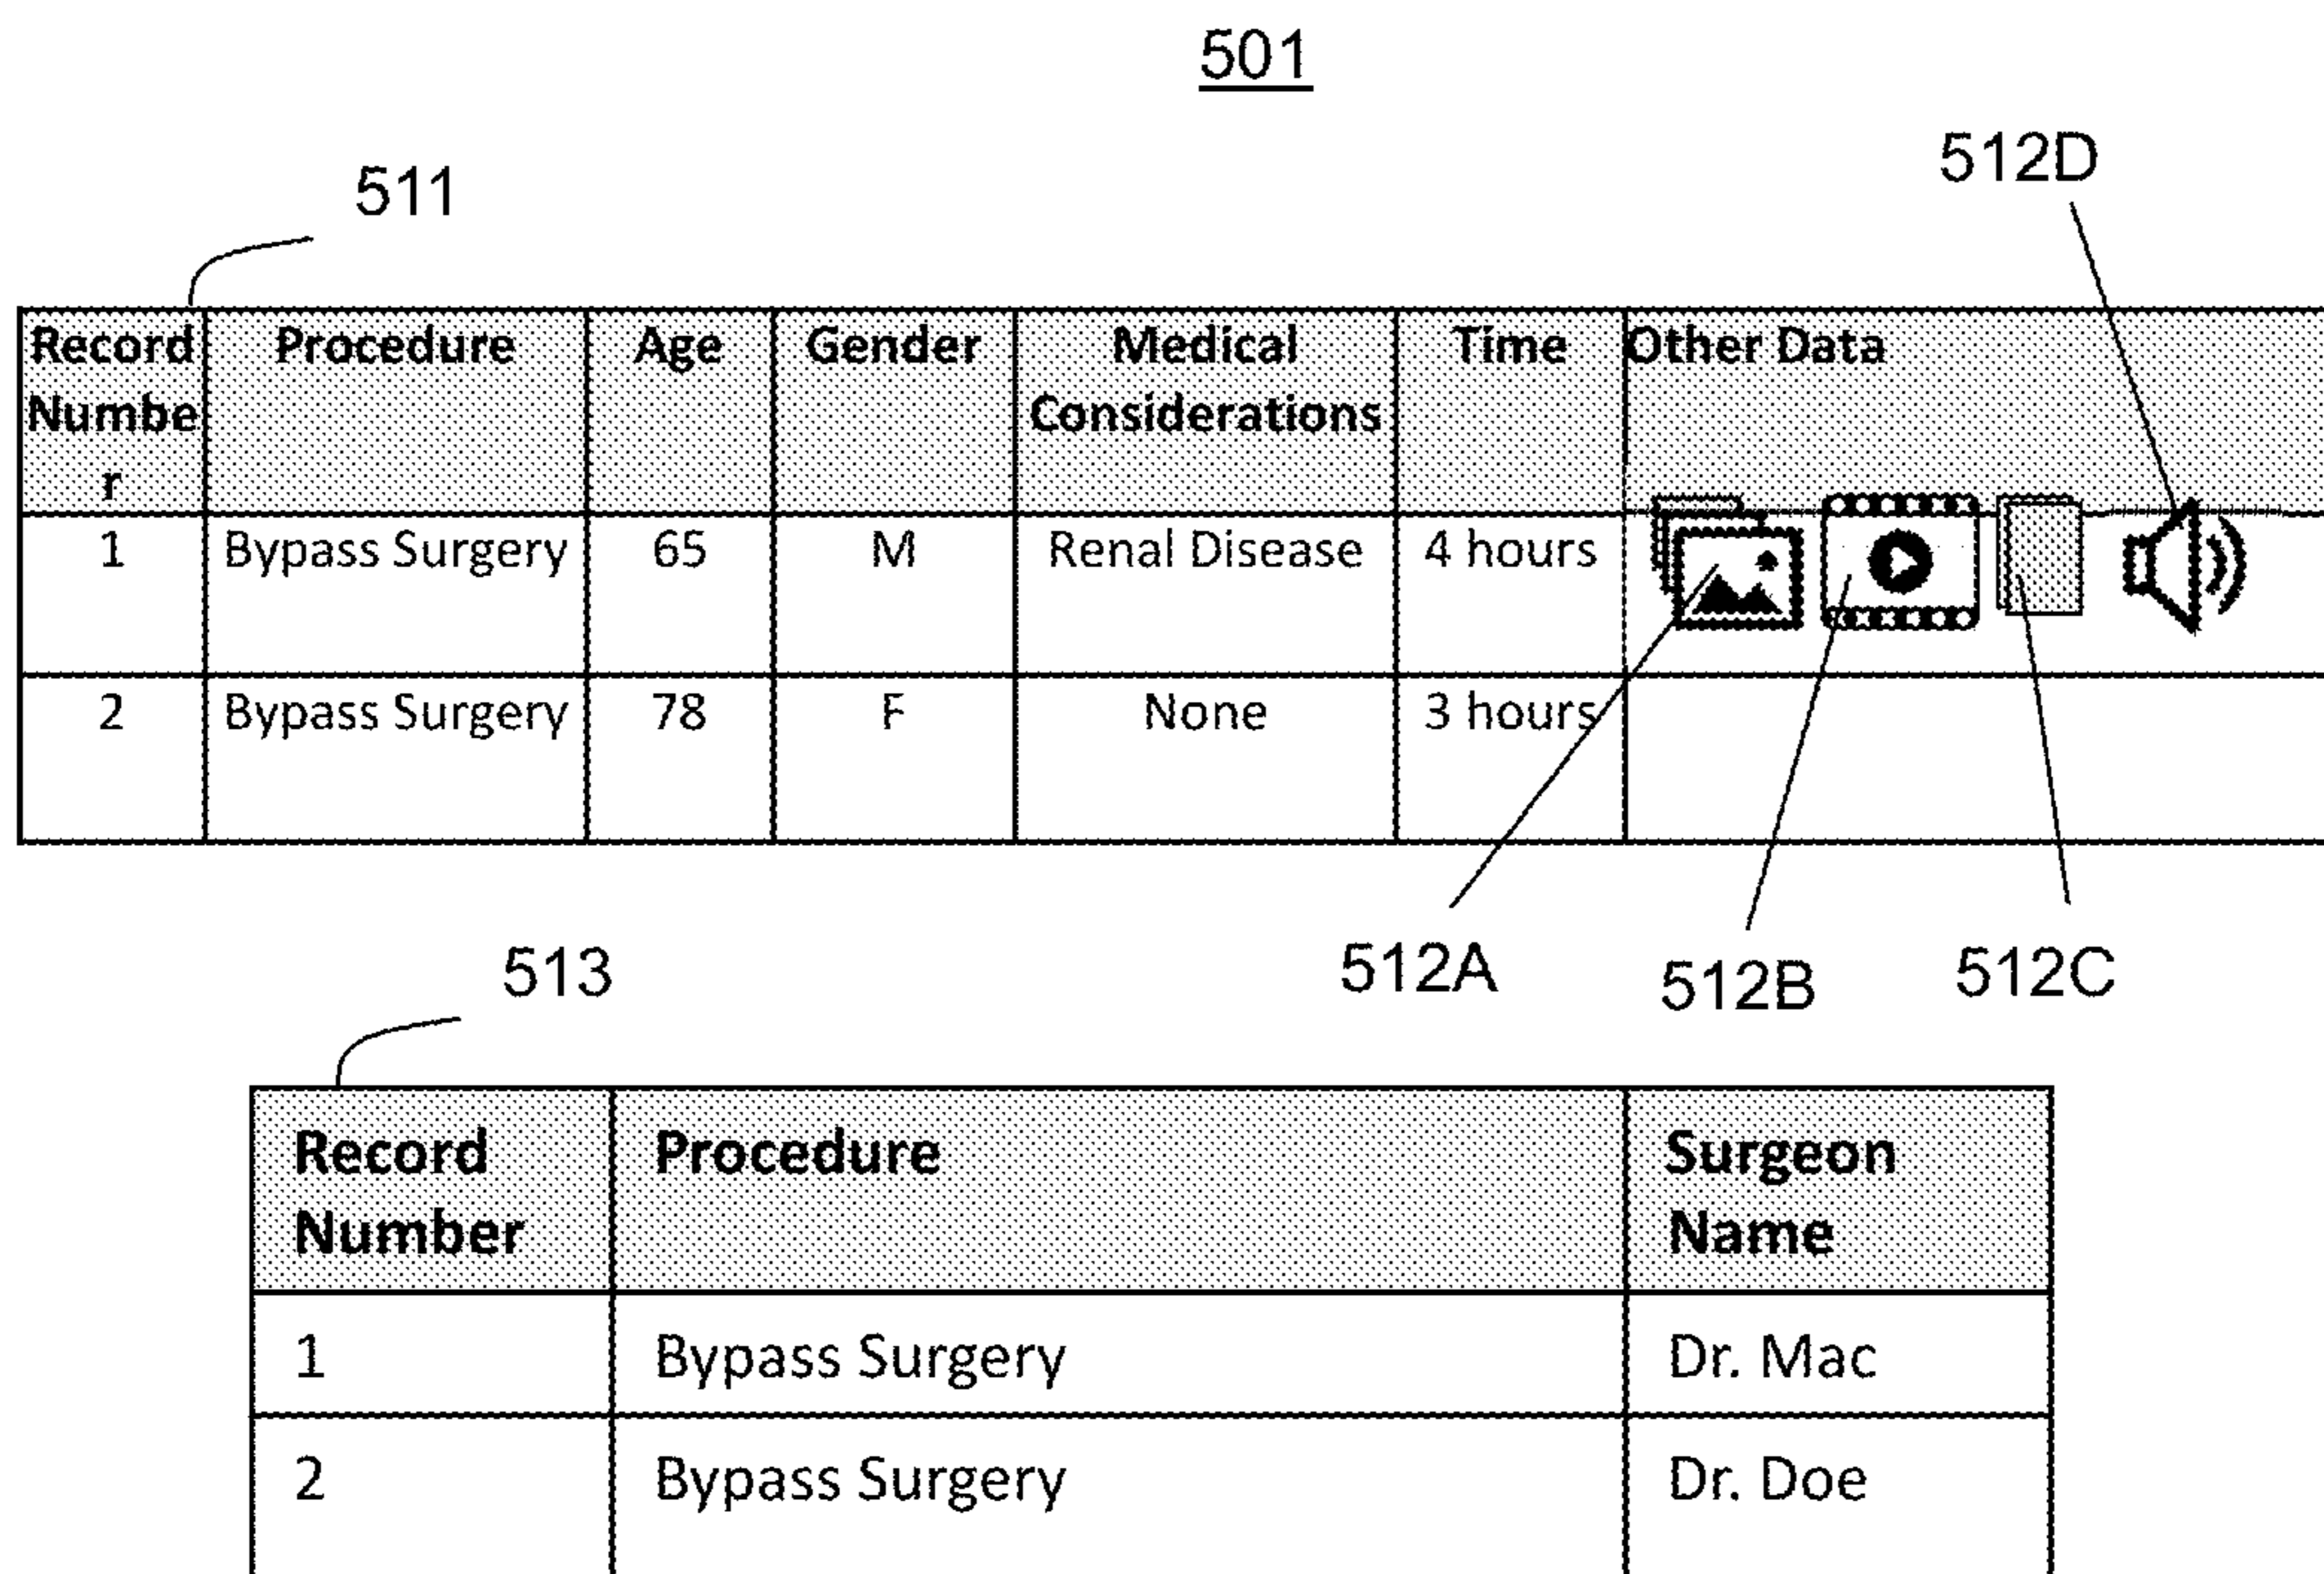 501
512D
511
Record Procedure Age Gender Medical Time Other Data
Numbe Considerations
r
1 Bypass Surgery 65 M Renal Disease 4 hours
2 Bypass Surgery 78 F None 3 hours
512A 512B 512C
513
Record Procedure Surgeon
Number Name
1 Bypass Surgery Dr. Mac
2 Bypass Surgery Dr. Doe